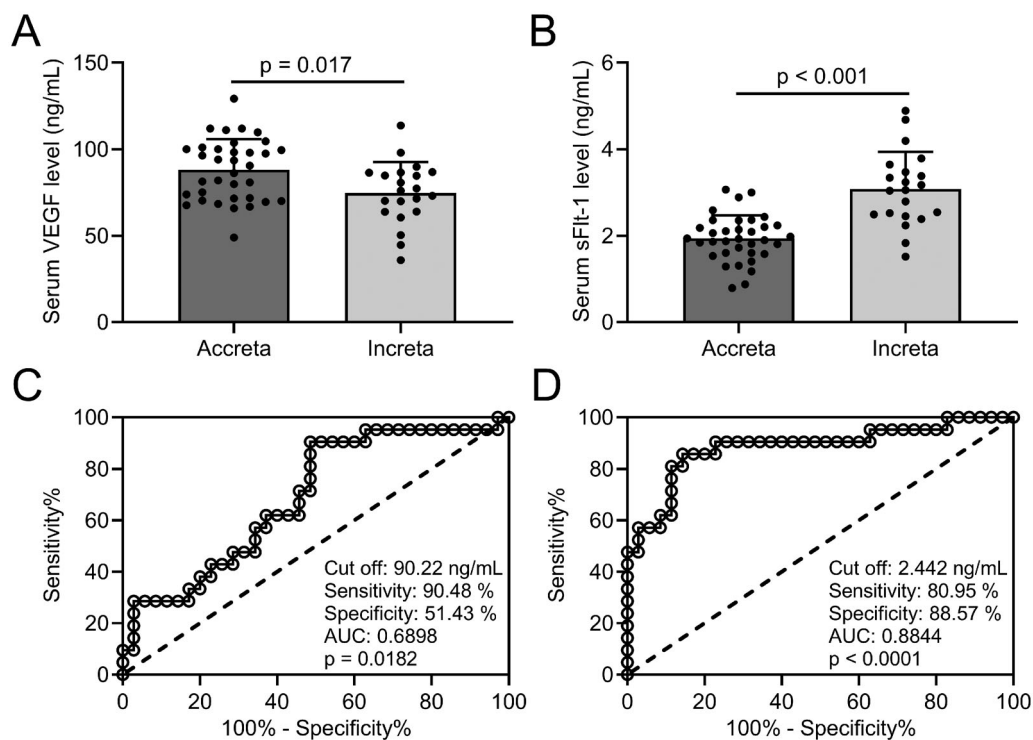 A
Serum VEGF level (ng/mL)
150
100
50
0
p = 0.017
Accreta
Increta
B
Serum sFlt-1 level (ng/mL)
6
4
2
0
p < 0.001
Accreta
Increta
C
Sensitivity%
100
80
60
40
20
0
Cut off: 90.22 ng/mL
Sensitivity: 90.48 %
Specificity: 51.43 %
AUC: 0.6898
p = 0.0182
0 20 40 60 80 100
100% - Specificity%
D
Sensitivity%
100
80
60
40
20
0
Cut off: 2.442 ng/mL
Sensitivity: 80.95 %
Specificity: 88.57 %
AUC: 0.8844
p < 0.0001
0 20 40 60 80 100
100% - Specificity%